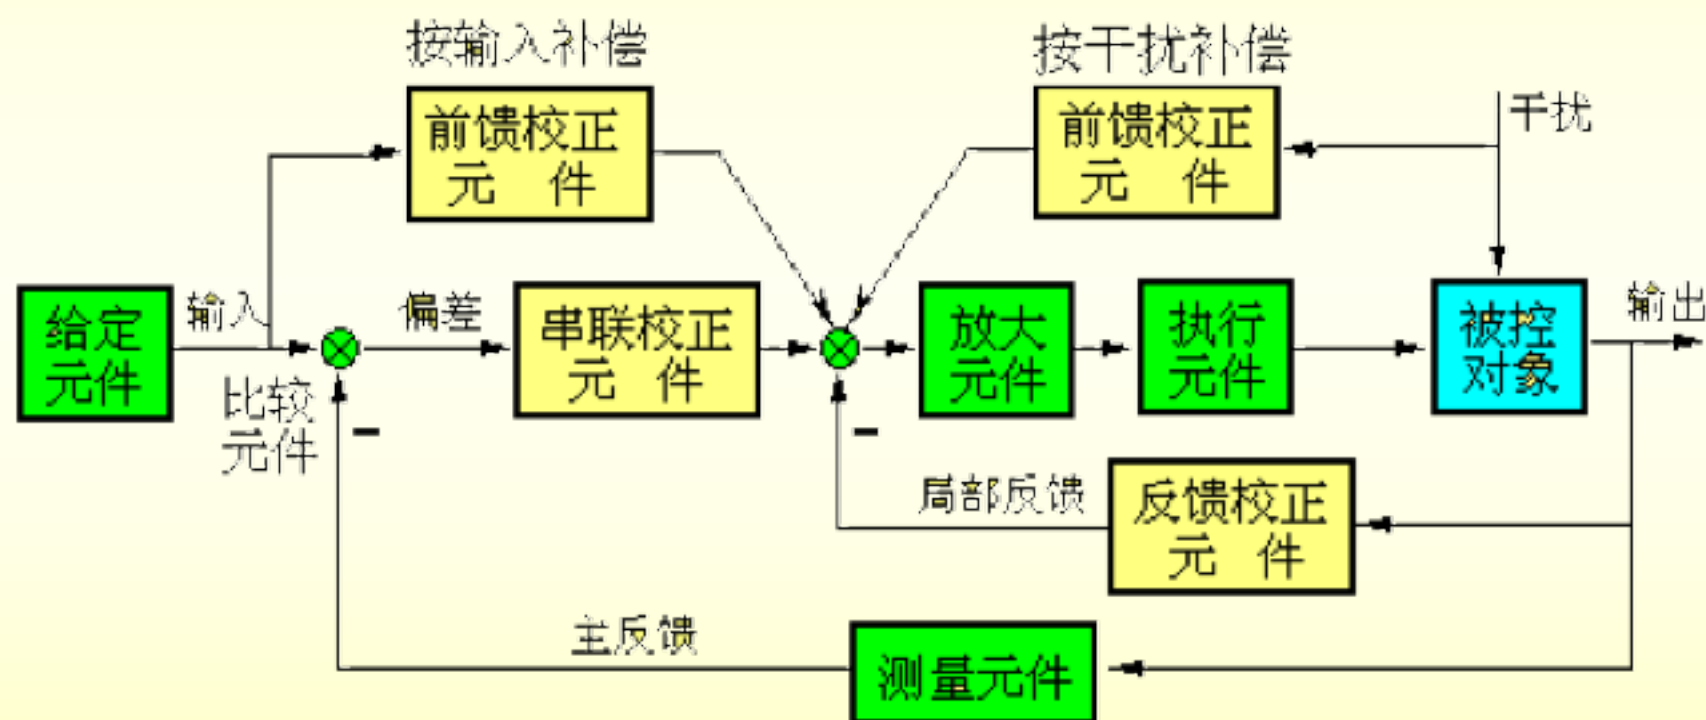 按输入补偿
按干扰补偿
前馈校正
元 件
前馈校正
元 件
干扰
给定
元件
输入
偏差
串联校正
元 件
放大
元件
执行
元件
被控
对象
输出
比较
元件
-
-
局部反馈
反馈校正
元 件
主反馈
测量元件